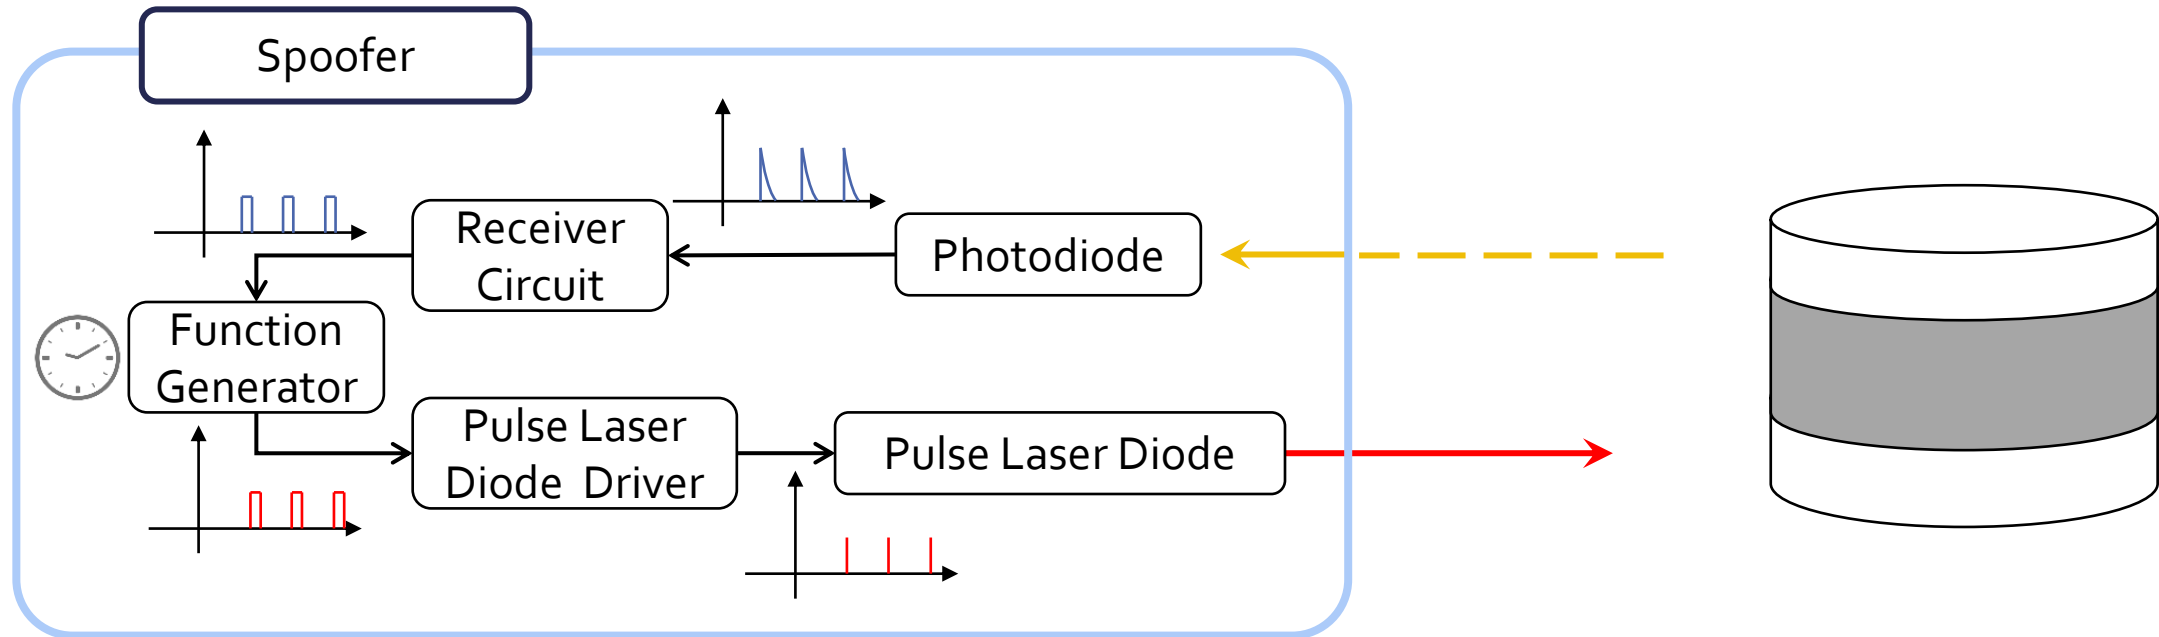 Spoofer
Receiver
Circuit
Photodiode
Function
Generator
Pulse Laser
Diode Driver
Pulse Laser Diode